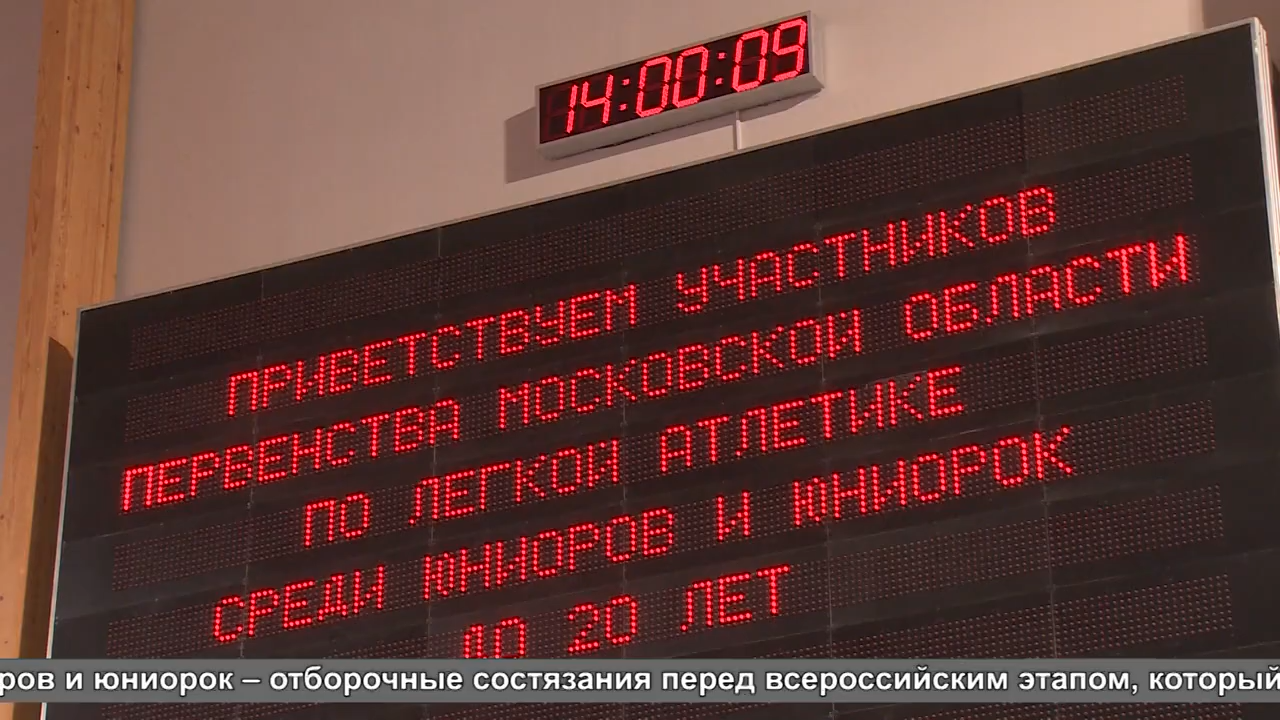 14:00:09
ПРИВЕТСТВУЕМ УЧАСТНИКОВ
ПЕРВЕНСТВА МОСКОВСКОЙ ОБЛАСТИ
ПО ЛЕГКОЙ АТЛЕТИКЕ
СРЕДИ ЮНИОРОВ И ЮНИОРОК
ДО 20 ЛЕТ
ров и юниорок – отборочные состязания перед всероссийским этапом, который